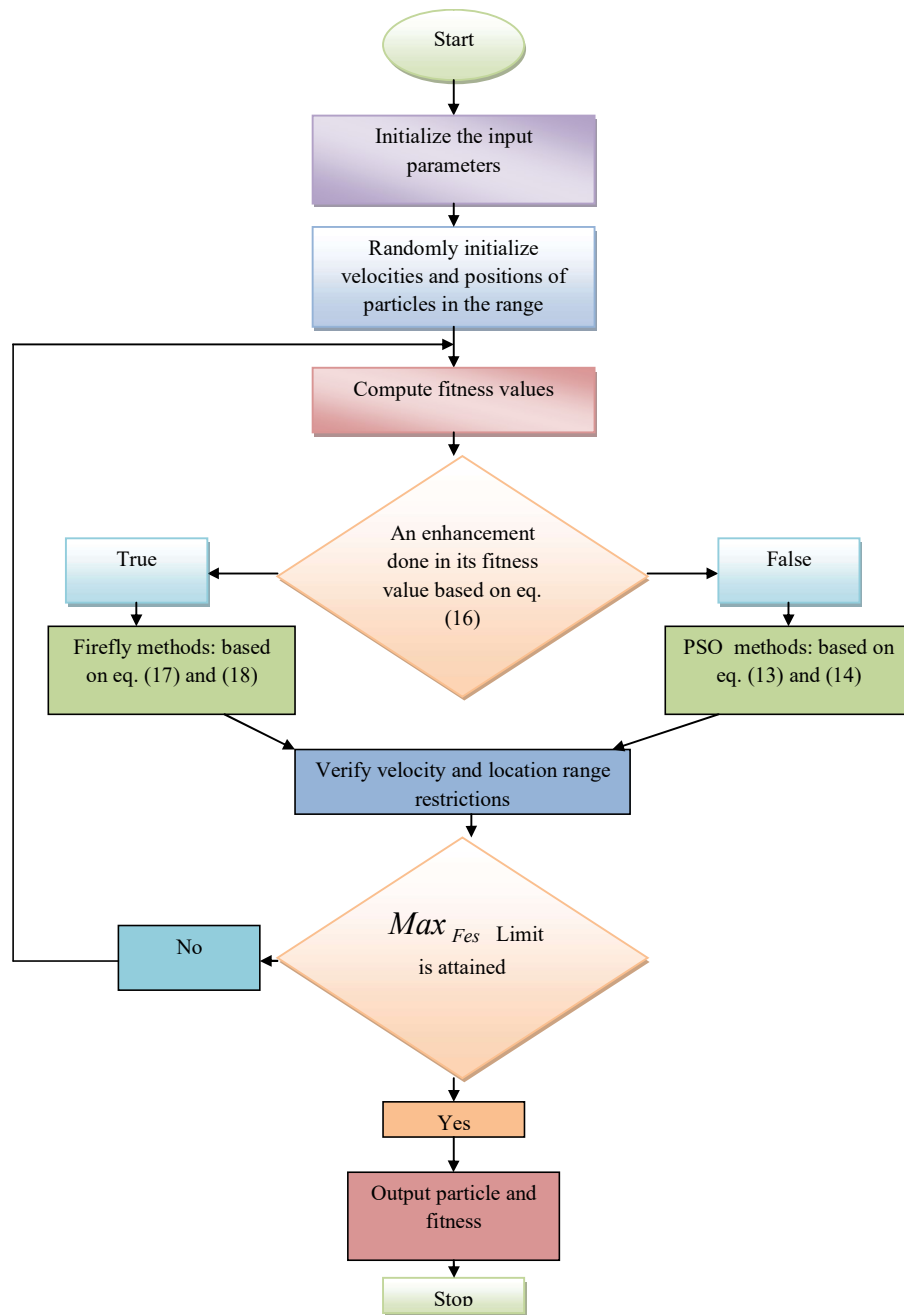 Start
Initialize the input
parameters
Randomly initialize
velocities and positions of
particles in the range
Compute fitness values
An enhancement
done in its fitness
value based on eq.
(16)
True
False
Firefly methods: based
on eq. (17) and (18)
PSO methods: based on
eq. (13) and (14)
Verify velocity and location range
restrictions
Max Fes Limit
is attained
No
Yes
Output particle and
fitness
Stop